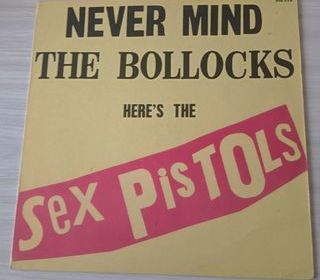 NEVER MIND
THE BOLLOCKS
HERE'S THE
Sex PiSTOLS